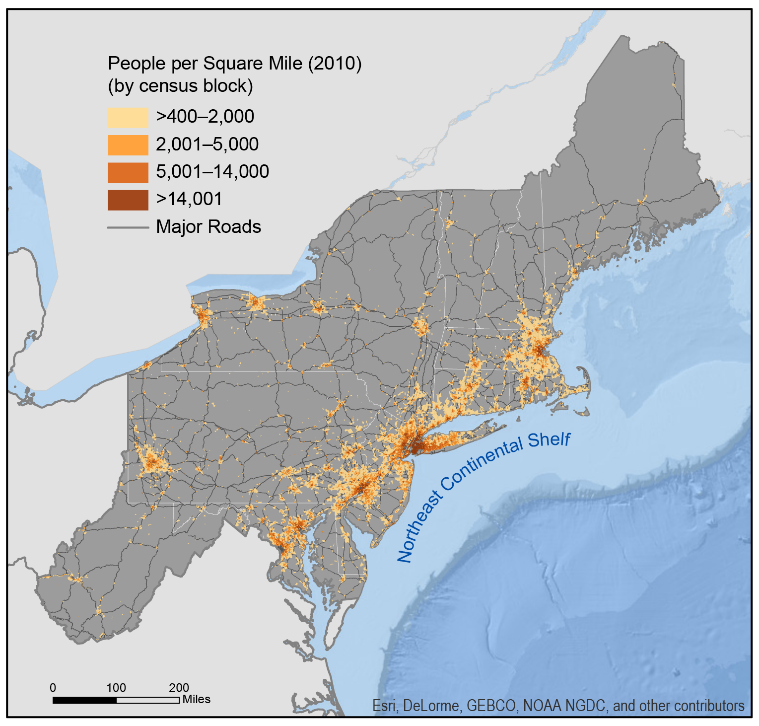 People per Square Mile (2010)
(by census block)
>400–2,000
2,001–5,000
5,001–14,000
>14,001
Major Roads
Northeast Continental Shelf
0 100 200
Miles
Esri, DeLorme, GEBCO, NOAA NGDC, and other contributors